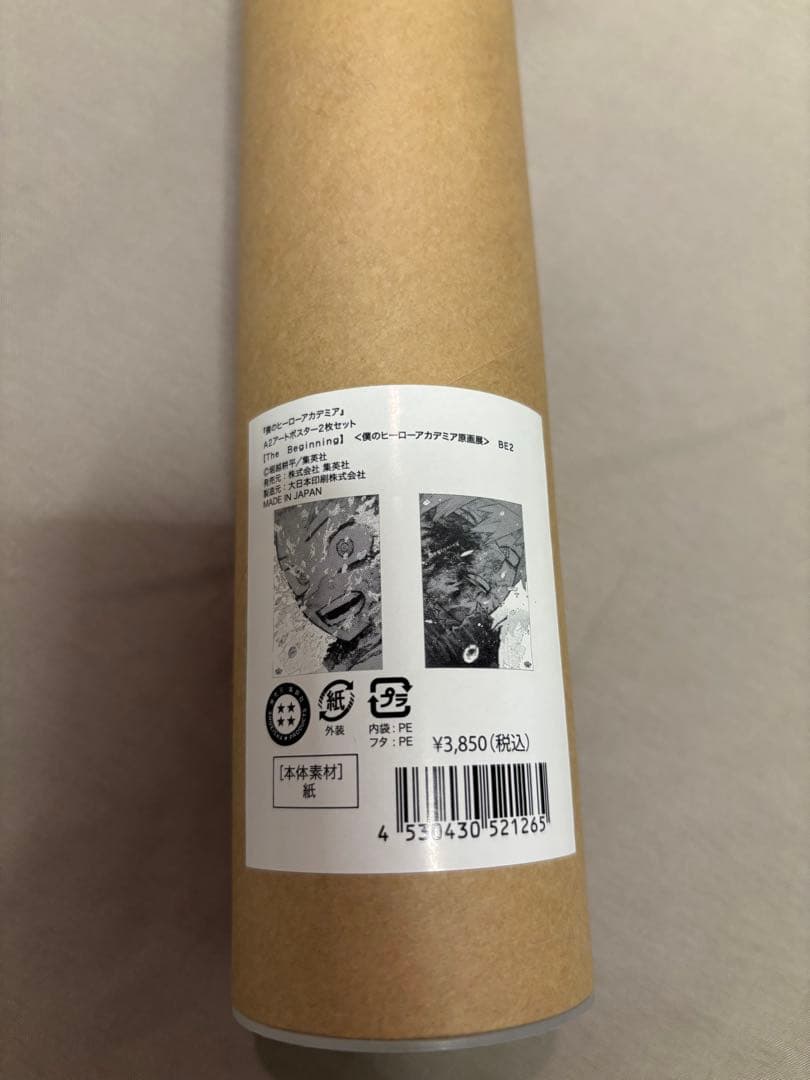 『僕のヒーローアカデミア』
A2アートポスター2枚セット
【The Beginning】 <僕のヒーローアカデミア原画展> BE2
©堀越耕平/集英社
発売元:株式会社 集英社
製造元:大日本印刷株式会社
MADE IN JAPAN
紙
外装
プラ
内袋:PE
フタ:PE
¥3,850(税込)
[本体素材]
紙
4 530430 521265